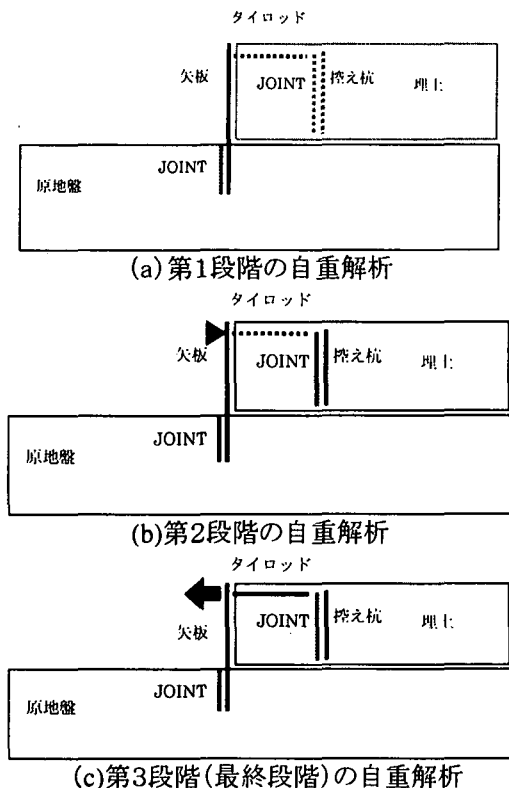 タイロッド
矢板 JOINT 控え杭 埋土
原地盤 JOINT
(a)第1段階の自重解析
タイロッド
矢板 JOINT 控え杭 埋土
原地盤 JOINT
(b)第2段階の自重解析
タイロッド
矢板 JOINT 控え杭 埋土
原地盤 JOINT
(c)第3段階(最終段階)の自重解析